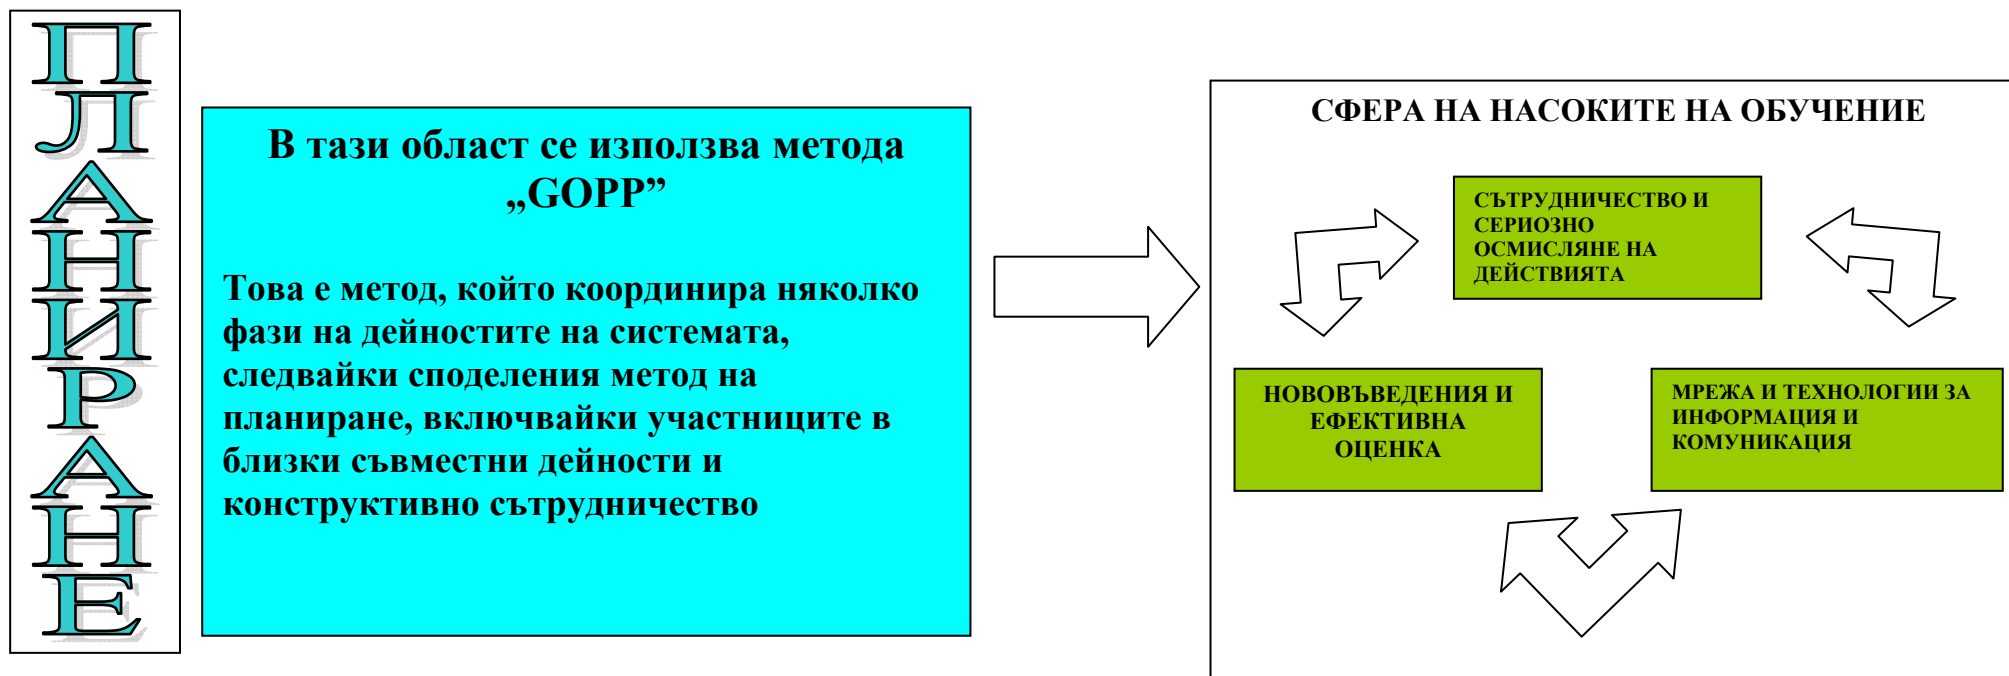 ПЛАНИРАНЕ
В тази област се използва метода
„GOPP”
Това е метод, който координира няколко
фази на дейностите на системата,
следвайки споделения метод на
планиране, включвайки участниците в
близки съвместни дейности и
конструктивно сътрудничество
СФЕРА НА НАСОКИТЕ НА ОБУЧЕНИЕ
СЪТРУДНИЧЕСТВО И
СЕРИОЗНО
ОСМИСЛЯНЕ НА
ДЕЙСТВИЯТА
НОВОВЪВЕДЕНИЯ И
ЕФЕКТИВНА
ОЦЕНКА
МРЕЖА И ТЕХНОЛОГИИ ЗА
ИНФОРМАЦИЯ И
КОМУНИКАЦИЯ